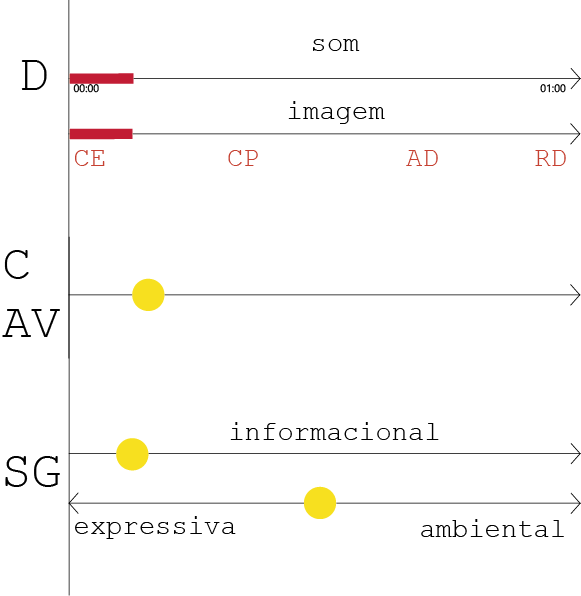 som
D
00:00 01:00
imagem
CE CP AD RD
C
AV
informacional
SG
expressiva ambiental